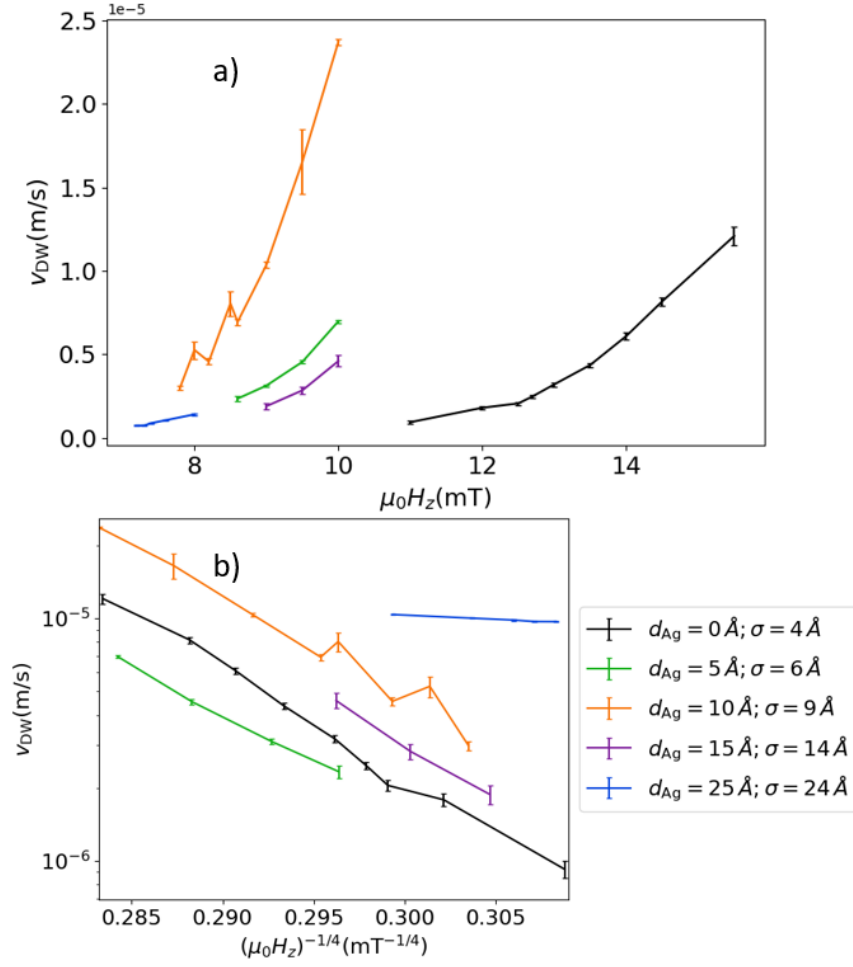 1e−5
a)
2.5
2.0
1.5
1.0
0.5
0.0
v_DW(m/s)
8 10 12 14
μ₀H_z(mT)
b)
10⁻⁵
10⁻⁶
v_DW(m/s)
0.285 0.290 0.295 0.300 0.305
(μ₀H_z)⁻¹/⁴(mT⁻¹/⁴)
d_Ag = 0 Å; σ = 4 Å
d_Ag = 5 Å; σ = 6 Å
d_Ag = 10 Å; σ = 9 Å
d_Ag = 15 Å; σ = 14 Å
d_Ag = 25 Å; σ = 24 Å